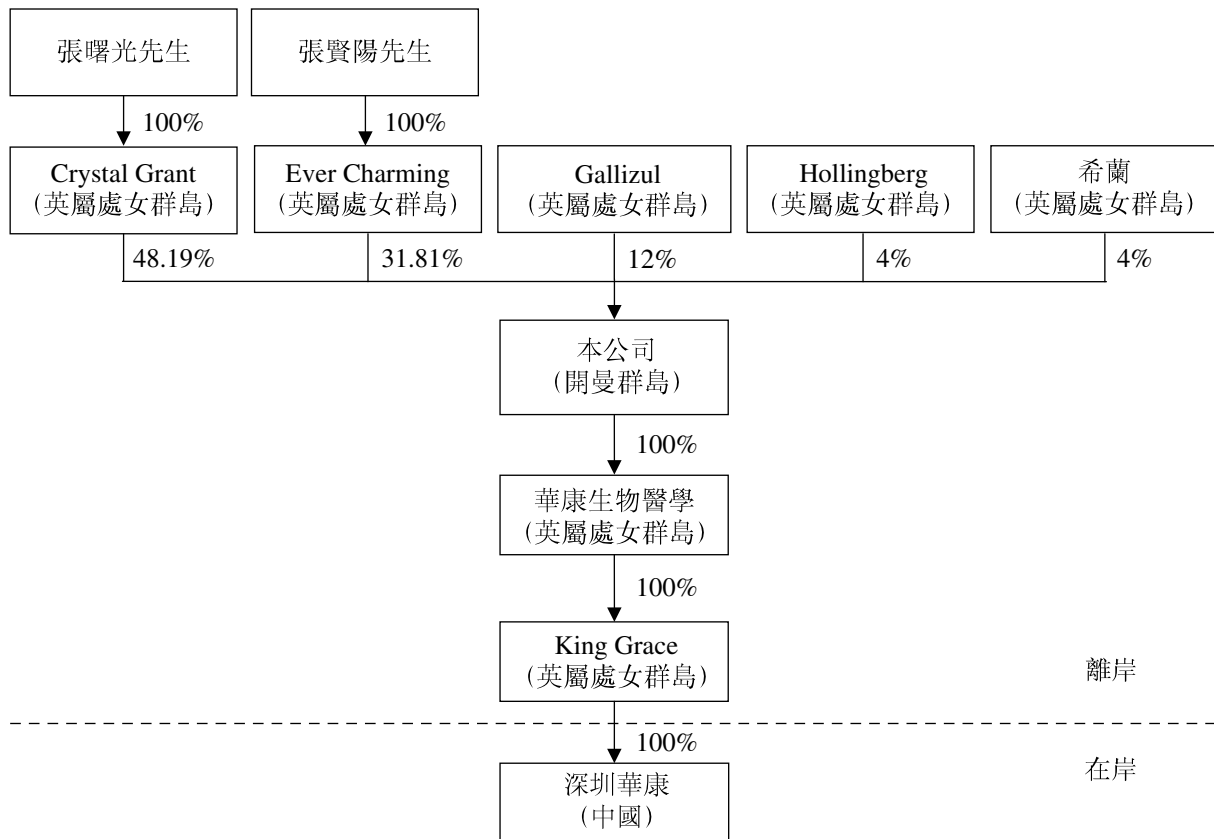 張曙光先生
張賢陽先生
100%
100%
Crystal Grant
(英屬處女群島)
Ever Charming
(英屬處女群島)
Gallizul
(英屬處女群島)
Hollingberg
(英屬處女群島)
希蘭
(英屬處女群島)
48.19%
31.81%
12%
4%
4%
本公司
(開曼群島)
100%
華康生物醫學
(英屬處女群島)
100%
King Grace
(英屬處女群島)
離岸
100%
在岸
深圳華康
(中國)